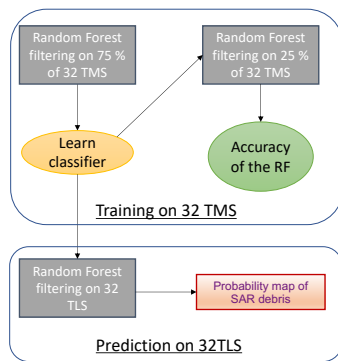 Random Forest
filtering on 75 %
of 32 TMS
Random Forest
filtering on 25 %
of 32 TMS
Learn
classifier
Accuracy
of the RF
Training on 32 TMS
Random Forest
filtering on 32
TLS
Probability map of
SAR debris
Prediction on 32TLS